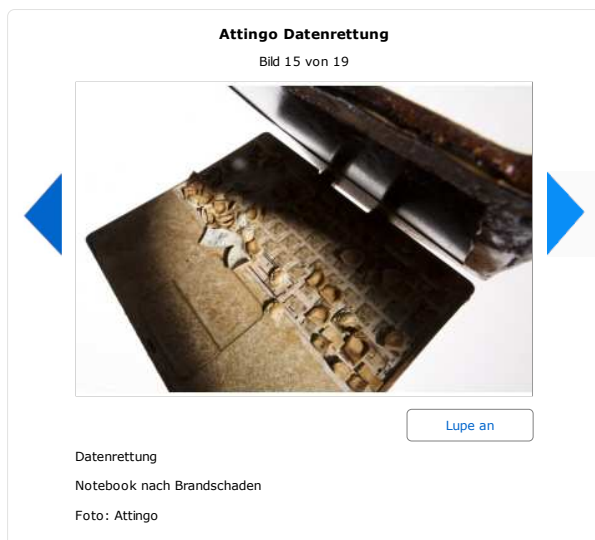 Attingo Datenrettung
Bild 15 von 19
Lupe an
Datenrettung
Notebook nach Brandschaden
Foto: Attingo